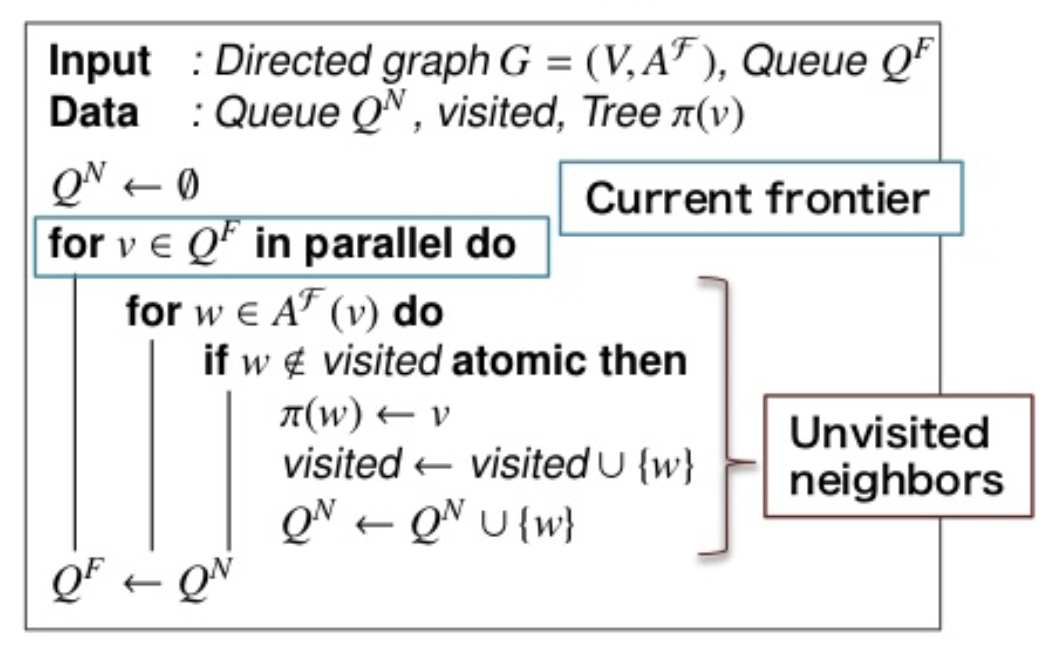 Input : Directed graph G = (V, A^ℱ), Queue Q^F
Data : Queue Q^N, visited, Tree π(v)
Q^N ← ∅
Current frontier
for v ∈ Q^F in parallel do
for w ∈ A^ℱ(v) do
if w ∉ visited atomic then
π(w) ← v
visited ← visited ∪ {w}
Q^N ← Q^N ∪ {w}
Unvisited
neighbors
Q^F ← Q^N